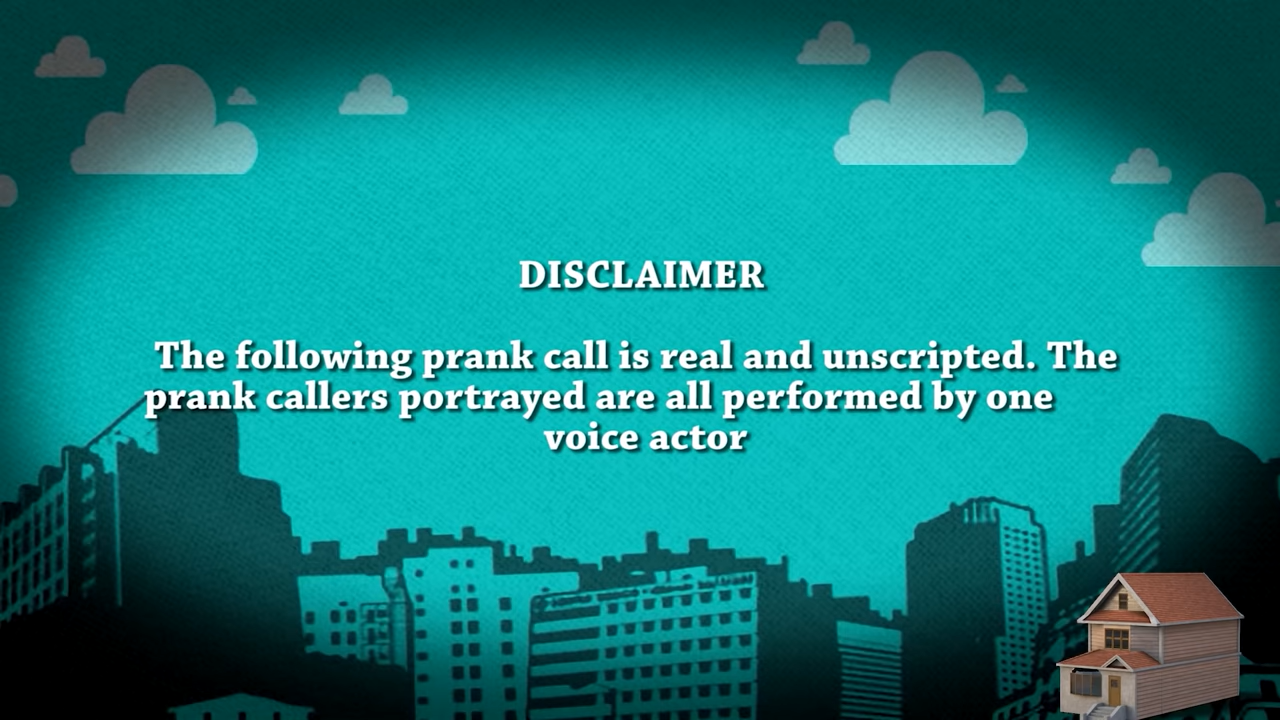 DISCLAIMER
The following prank call is real and unscripted. The
prank callers portrayed are all performed by one
voice actor